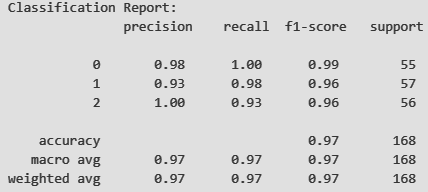 Classification Report:
precision recall f1-score support
0 0.98 1.00 0.99 55
1 0.93 0.98 0.96 57
2 1.00 0.93 0.96 56
accuracy 0.97 168
macro avg 0.97 0.97 0.97 168
weighted avg 0.97 0.97 0.97 168